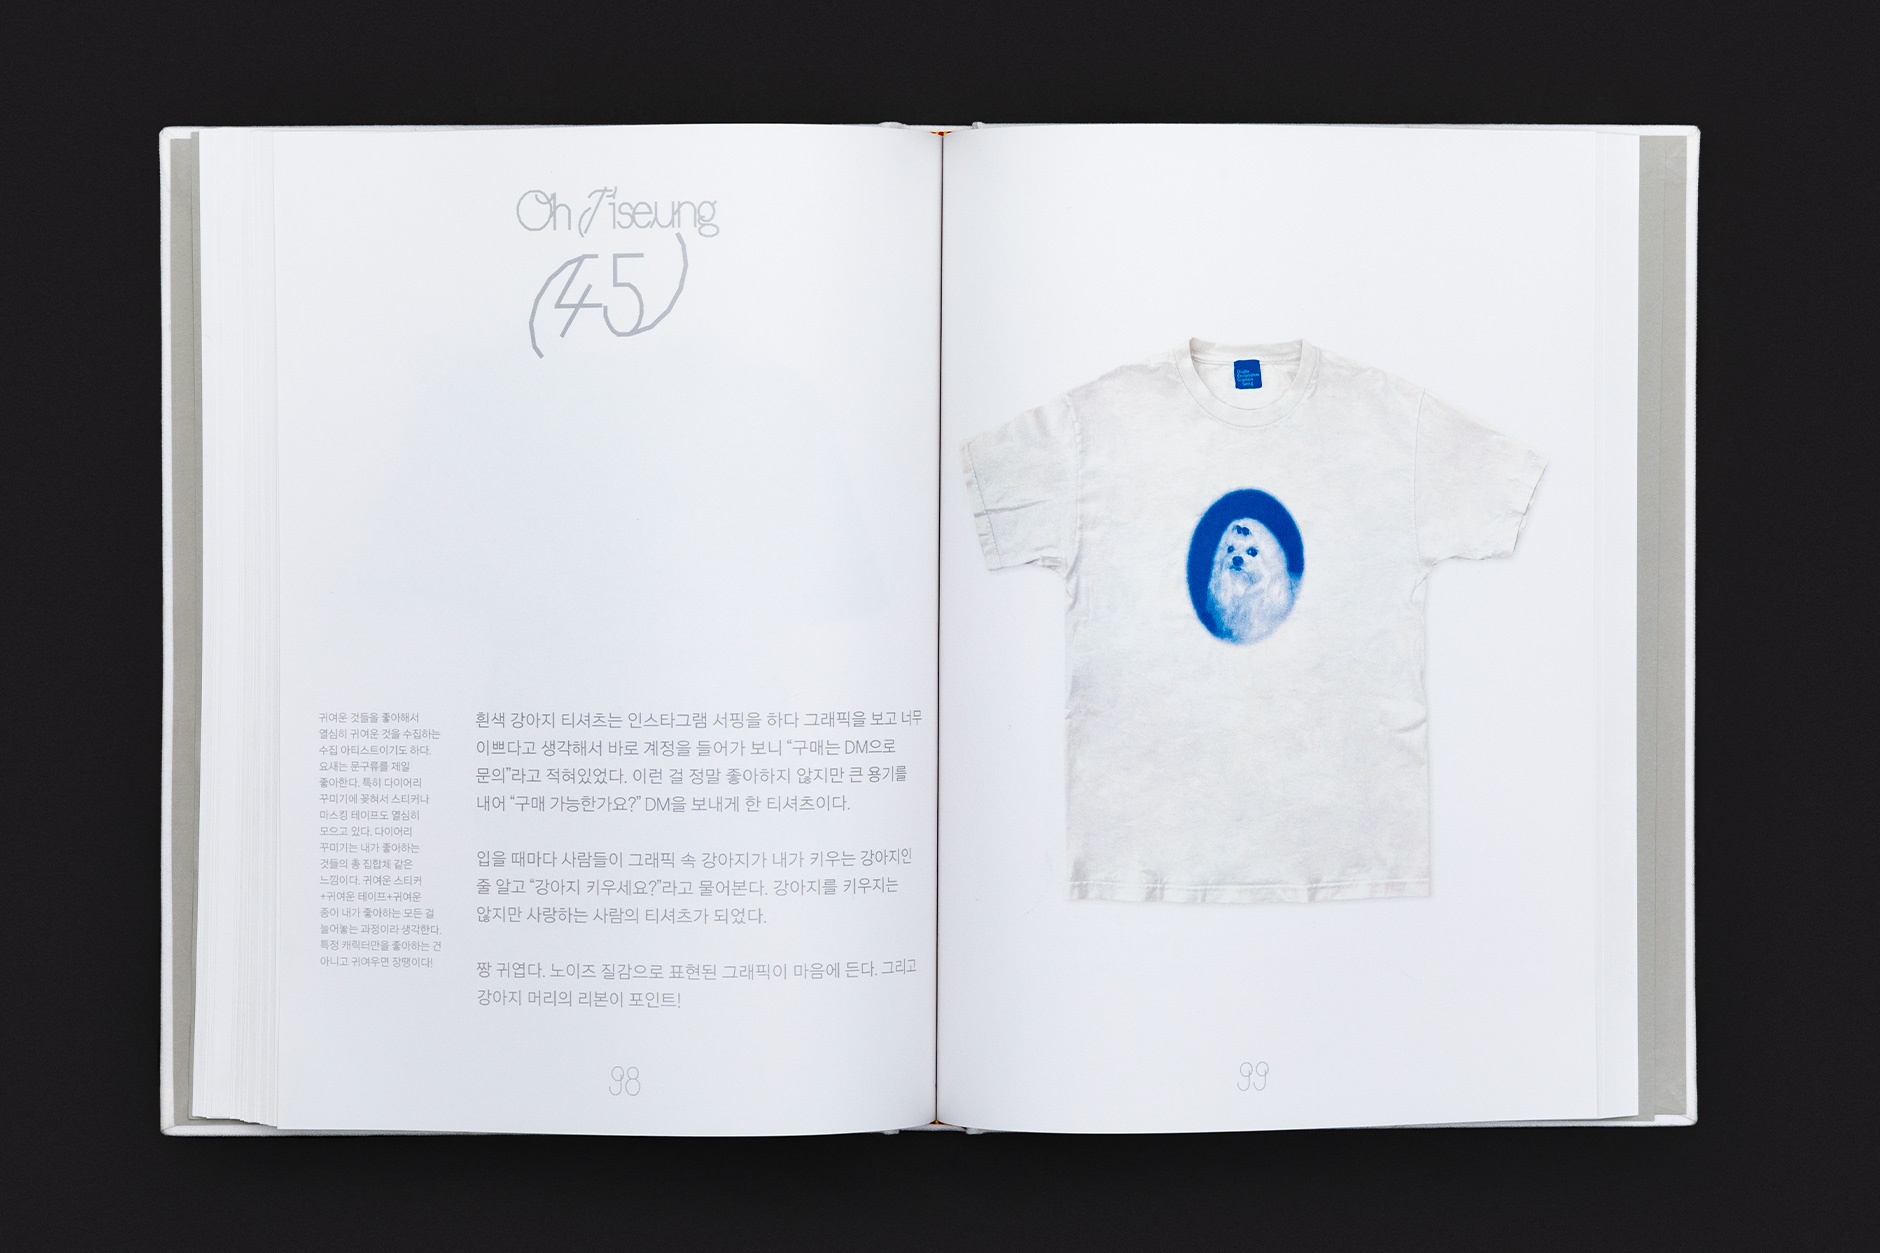 Oh Jiseung
(45)
귀여운 것들을 좋아해서
열심히 귀여운 것을 수집하는
수집 아티스트이기도 하다.
요새는 문구류를 제일
좋아한다. 특히 다이어리
꾸미기에 꽂혀서 스티커나
마스킹 테이프도 열심히
모으고 있다. 다이어리
꾸미기는 내가 좋아하는
것들의 총 집합체 같은
느낌이다. 귀여운 스티커
+귀여운 테이프+귀여운
종이 내가 좋아하는 모든 걸
늘어놓는 과정이라 생각한다.
특정 캐릭터만을 좋아하는 건
아니고 귀여우면 장땡이다!
흰색 강아지 티셔츠는 인스타그램 서핑을 하다 그래픽을 보고 너무
이쁘다고 생각해서 바로 계정을 들어가 보니 “구매는 DM으로
문의”라고 적혀있었다. 이런 걸 정말 좋아하지 않지만 큰 용기를
내어 “구매 가능한가요?” DM을 보내게 한 티셔츠이다.
입을 때마다 사람들이 그래픽 속 강아지가 내가 키우는 강아지인
줄 알고 “강아지 키우세요?”라고 물어본다. 강아지를 키우지는
않지만 사랑하는 사람의 티셔츠가 되었다.
짱 귀엽다. 노이즈 질감으로 표현된 그래픽이 마음에 든다. 그리고
강아지 머리의 리본이 포인트!
98
99